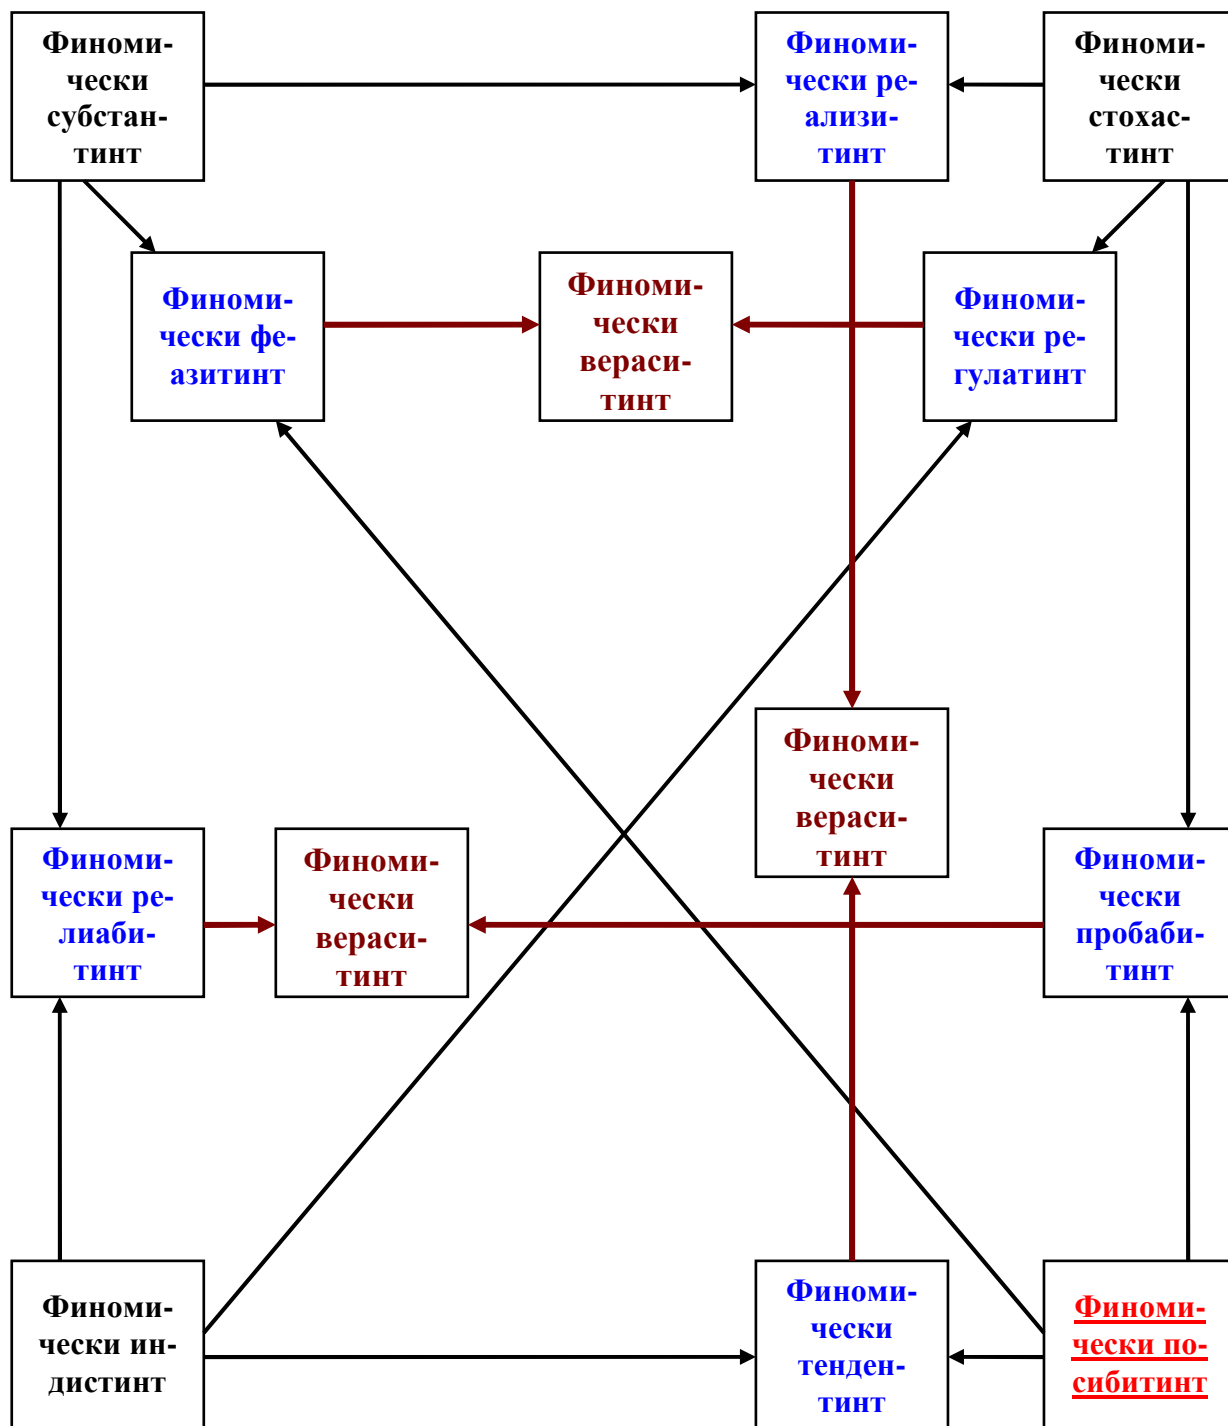 Финоми-
чески
субстан-
тинт
Финоми-
чески ре-
ализи-
тинт
Финоми-
чески
стохас-
тинт
Финоми-
чески фе-
азитинт
Финоми-
чески
вераси-
тинт
Финоми-
чески ре-
гулатинт
Финоми-
чески
вераси-
тинт
Финоми-
чески ре-
лиаби-
тинт
Финоми-
чески
вераси-
тинт
Финоми-
чески
пробаби-
тинт
Финоми-
чески ин-
дистинт
Финоми-
чески
тенден-
тинт
Финоми-
чески по-
сибитинт